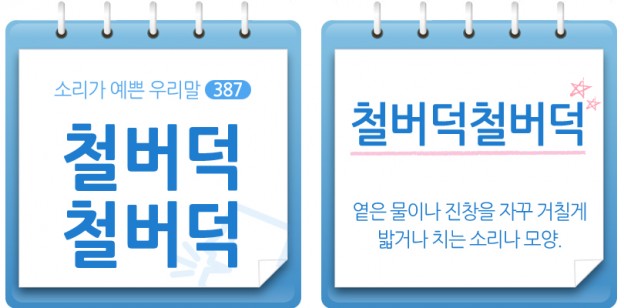 소리가 예쁜 우리말 387
철버덕
철버덕
철버덕철버덕
옅은 물이나 진창을 자꾸 거칠게
밟거나 치는 소리나 모양.